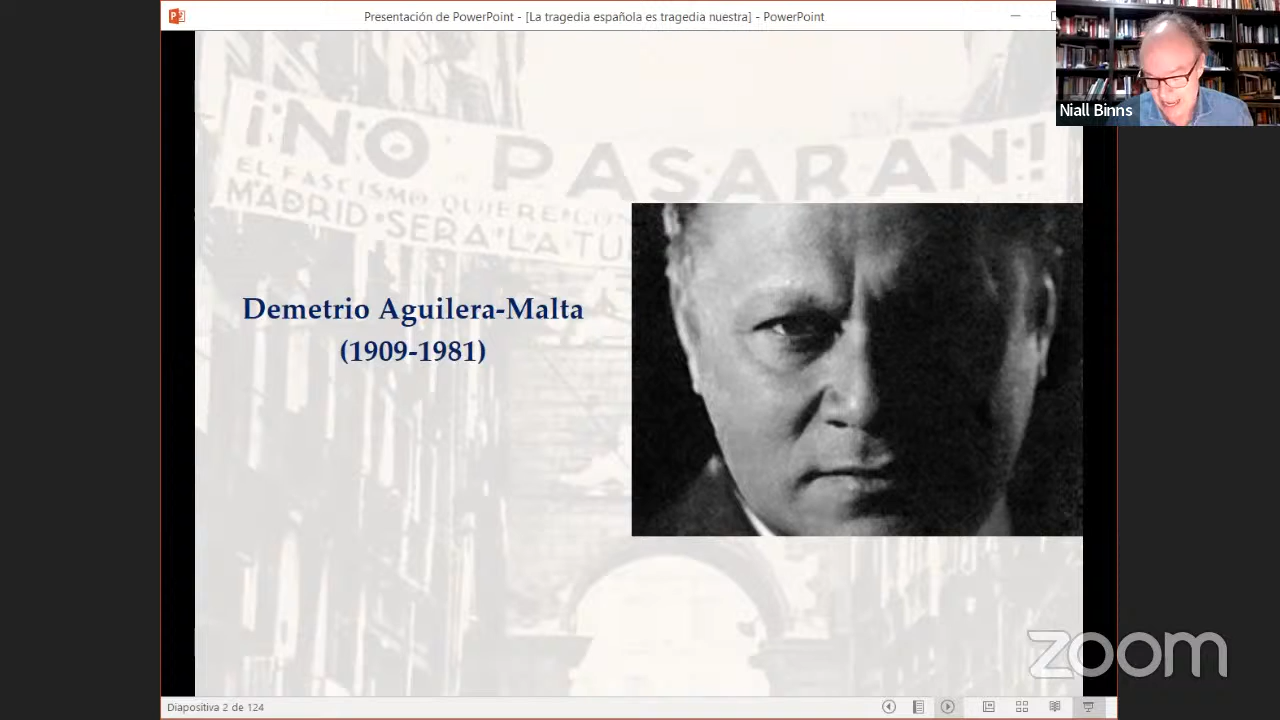 Presentación de PowerPoint - [La tragedia española es tragedia nuestra] - PowerPoint
Niall Binns
¡NO PASARAN!
EL FASCISMO QUIERE CON
MADRID SERA LA TU
Demetrio Aguilera-Malta
(1909-1981)
zoom
Diapositiva 2 de 124